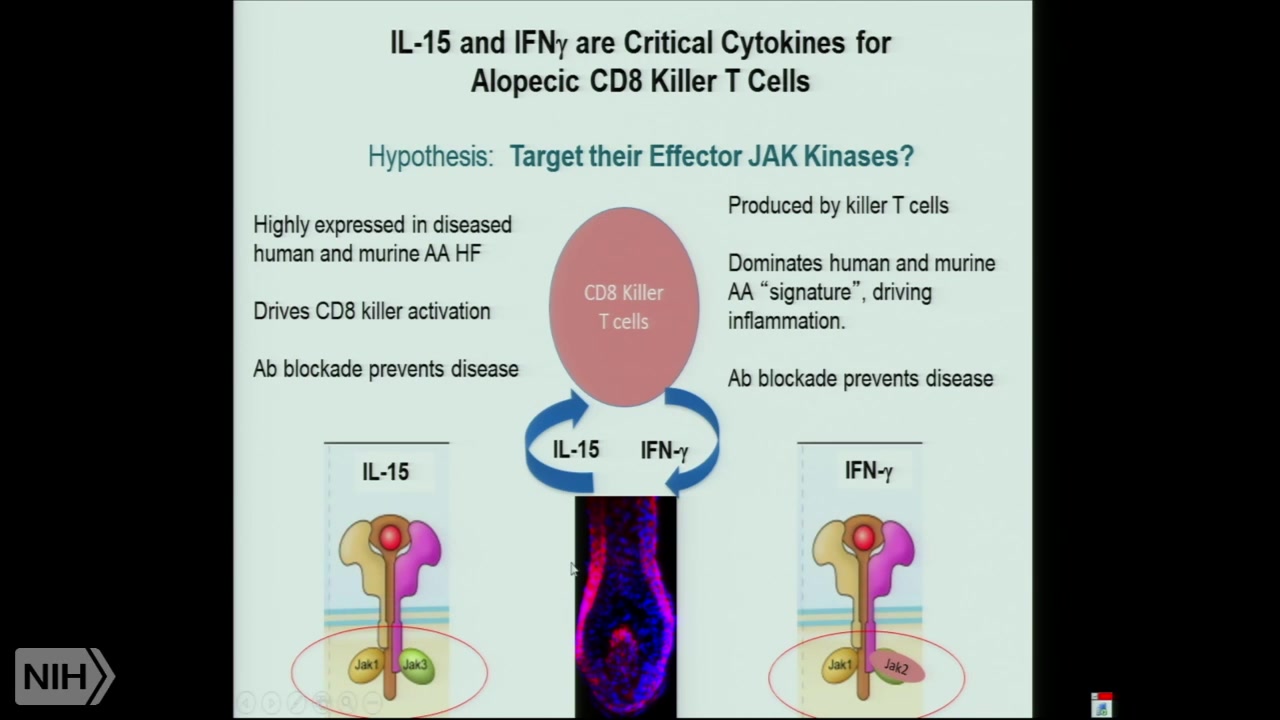 IL-15 and IFNγ are Critical Cytokines for
Alopecic CD8 Killer T Cells
Hypothesis: Target their Effector JAK Kinases?
Highly expressed in diseased
human and murine AA HF
Drives CD8 killer activation
Ab blockade prevents disease
CD8 Killer
T cells
Produced by killer T cells
Dominates human and murine
AA “signature”, driving
inflammation.
Ab blockade prevents disease
IL-15
IFN-γ
IL-15
Jak1
Jak3
IFN-γ
Jak1
Jak2
NIH